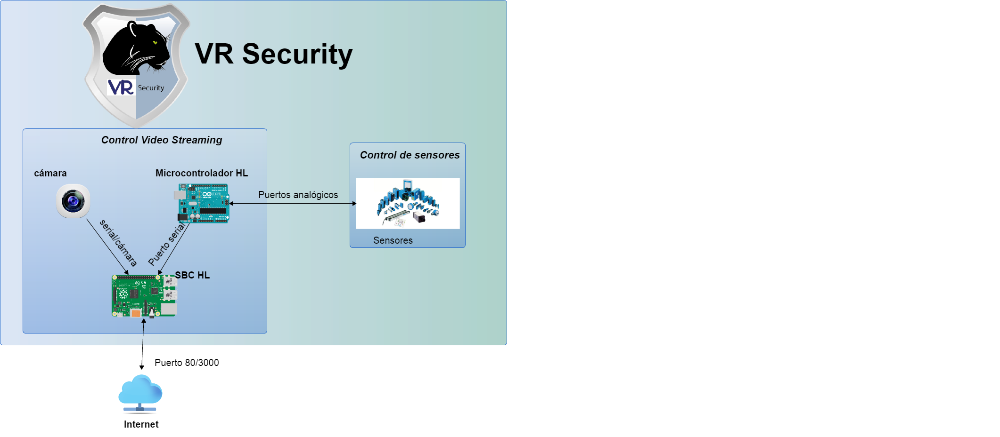 VR Security
VR Security
Control Video Streaming
Control de sensores
cámara
Microcontrolador HL
UNO
Puertos analógicos
serial/cámara
Puerto serial
Sensores
SBC HL
Puerto 80/3000
Internet